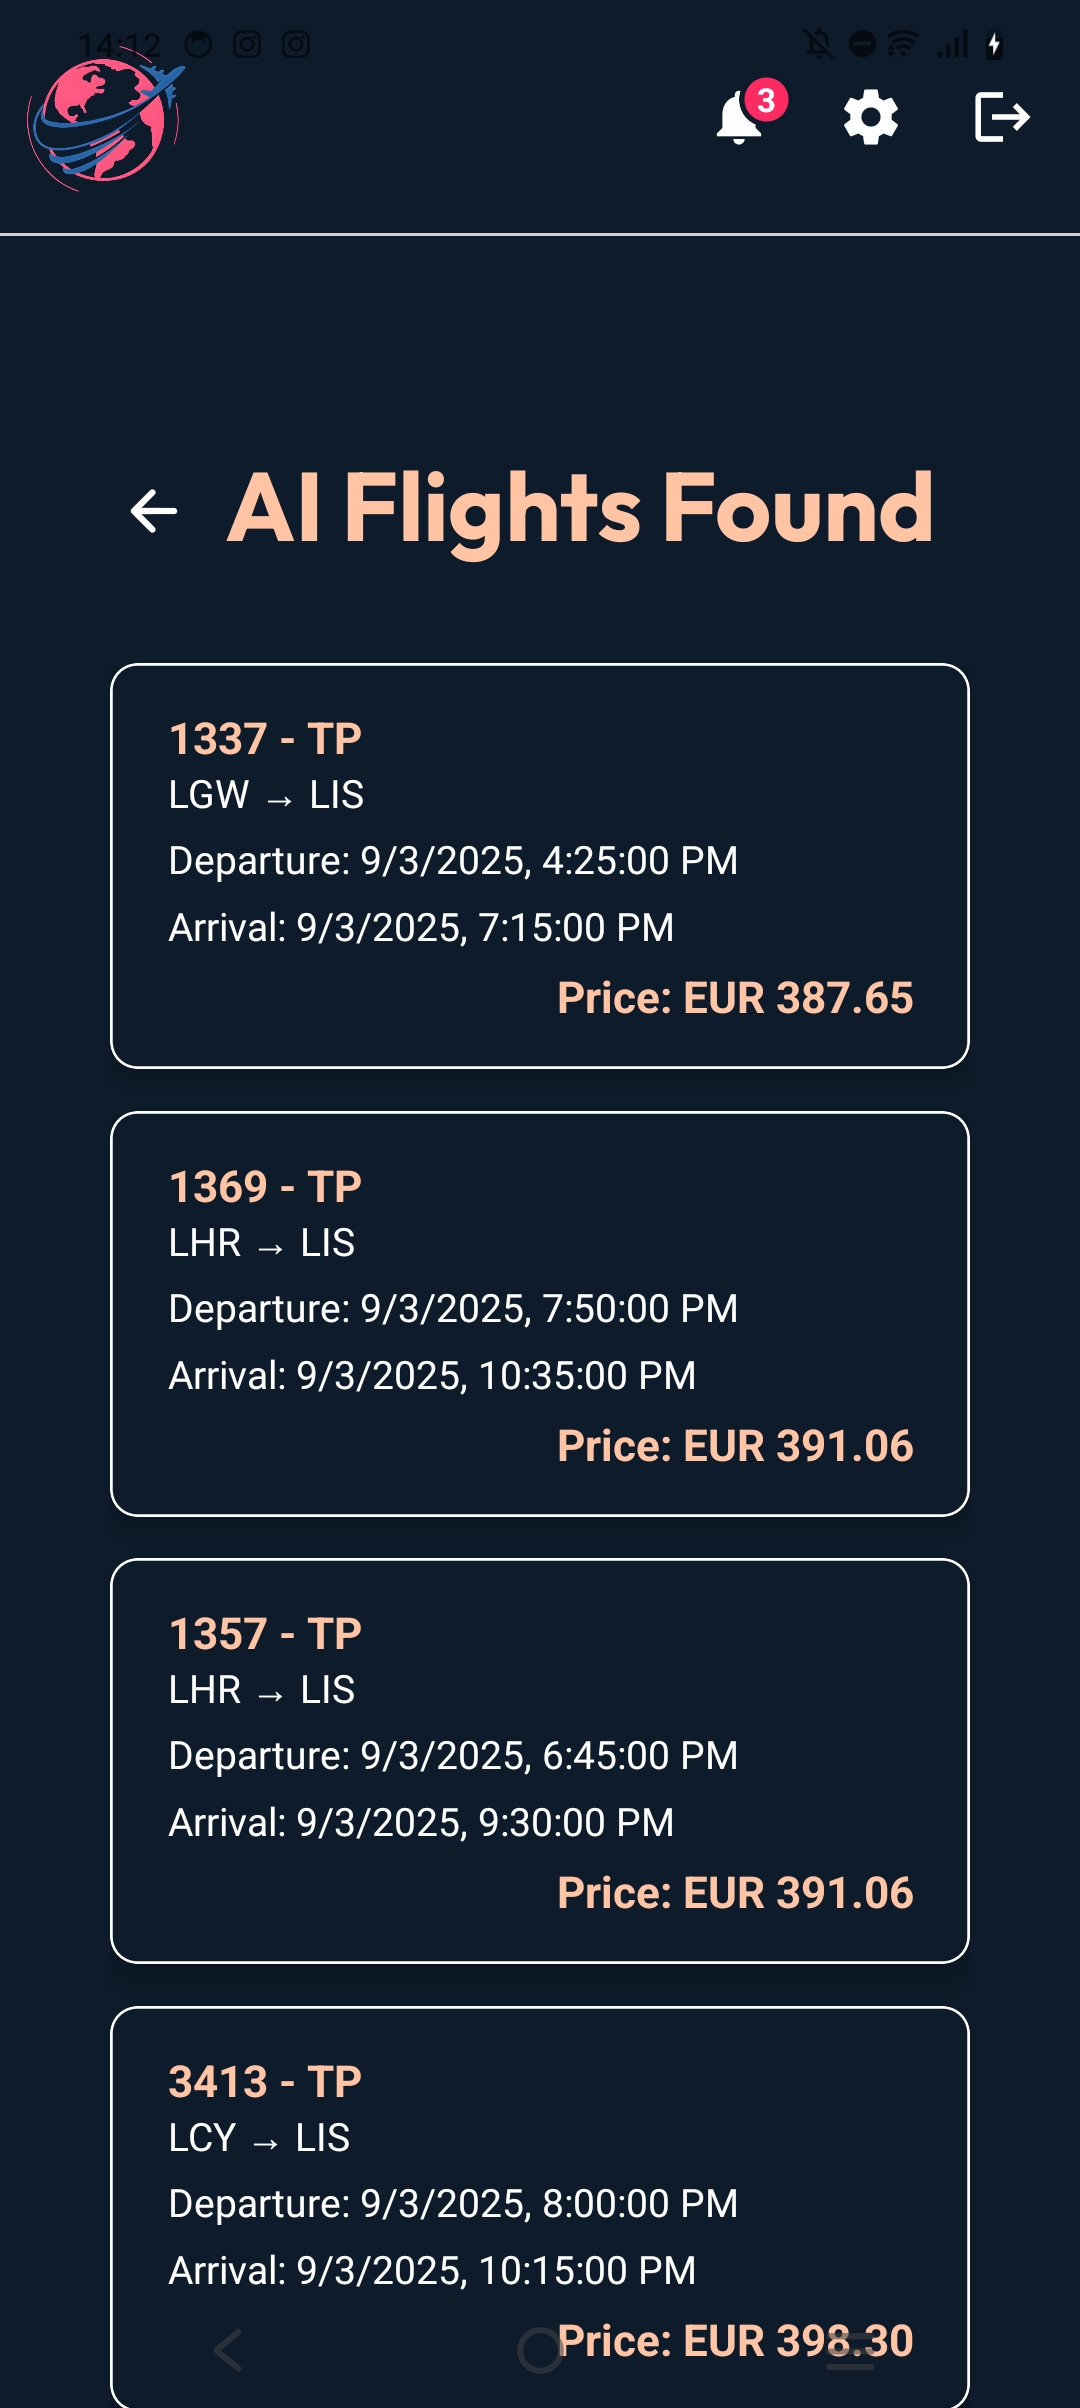 14:12
3
AI Flights Found
1337 - TP
LGW → LIS
Departure: 9/3/2025, 4:25:00 PM
Arrival: 9/3/2025, 7:15:00 PM
Price: EUR 387.65
1369 - TP
LHR → LIS
Departure: 9/3/2025, 7:50:00 PM
Arrival: 9/3/2025, 10:35:00 PM
Price: EUR 391.06
1357 - TP
LHR → LIS
Departure: 9/3/2025, 6:45:00 PM
Arrival: 9/3/2025, 9:30:00 PM
Price: EUR 391.06
3413 - TP
LCY → LIS
Departure: 9/3/2025, 8:00:00 PM
Arrival: 9/3/2025, 10:15:00 PM
Price: EUR 398.30